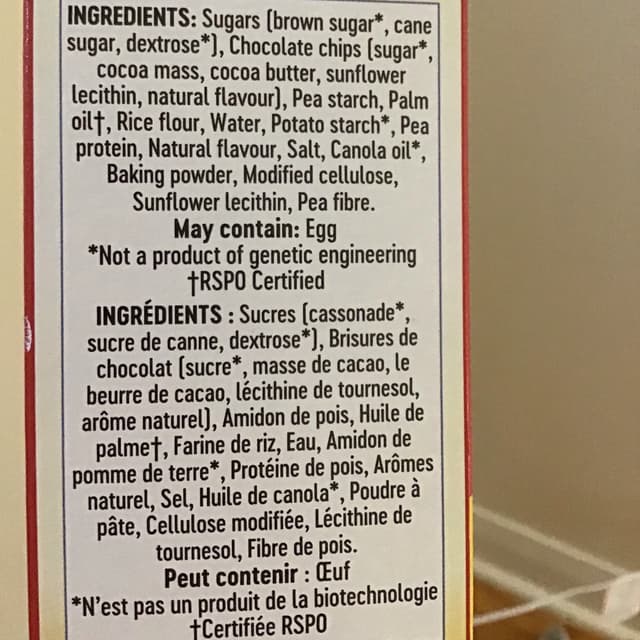 INGREDIENTS: Sugars (brown sugar*, cane
sugar, dextrose*), Chocolate chips (sugar*,
cocoa mass, cocoa butter, sunflower
lecithin, natural flavour), Pea starch, Palm
oil†, Rice flour, Water, Potato starch*, Pea
protein, Natural flavour, Salt, Canola oil*,
Baking powder, Modified cellulose,
Sunflower lecithin, Pea fibre.
May contain: Egg
*Not a product of genetic engineering
†RSPO Certified
INGRÉDIENTS : Sucres (cassonade*,
sucre de canne, dextrose*), Brisures de
chocolat (sucre*, masse de cacao, le
beurre de cacao, lécithine de tournesol,
arôme naturel), Amidon de pois, Huile de
palme†, Farine de riz, Eau, Amidon de
pomme de terre*, Protéine de pois, Arômes
naturel, Sel, Huile de canola*, Poudre à
pâte, Cellulose modifiée, Lécithine de
tournesol, Fibre de pois.
Peut contenir : Œuf
*N'est pas un produit de la biotechnologie
†Certifiée RSPO